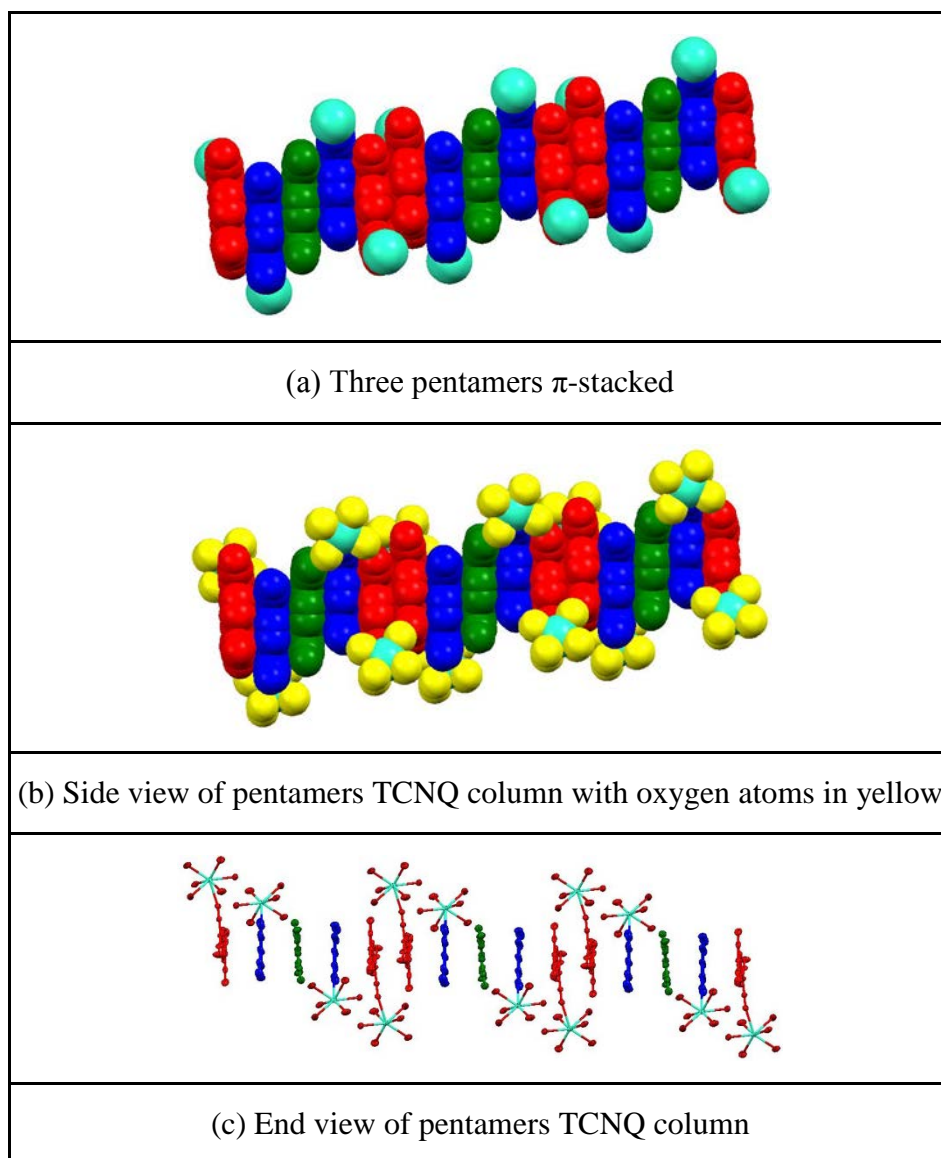 (a) Three pentamers π-stacked
(b) Side view of pentamers TCNQ column with oxygen atoms in yellow
(c) End view of pentamers TCNQ column